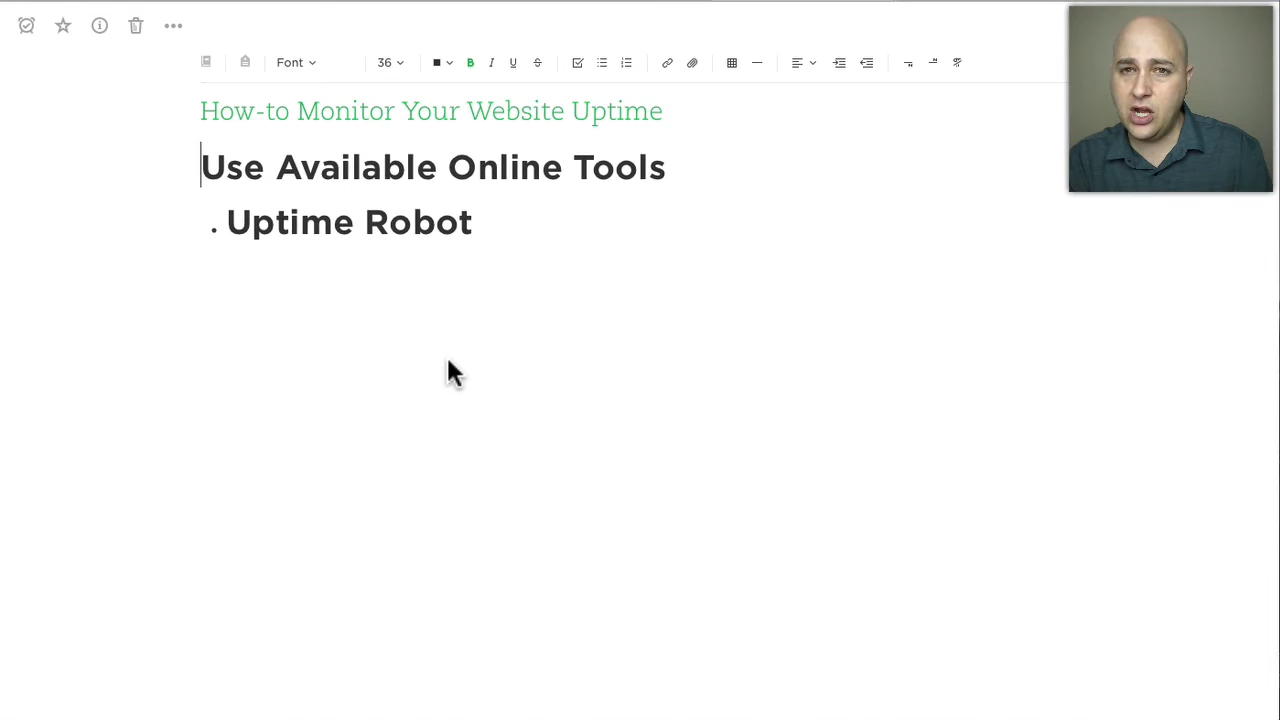 Font
36
How-to Monitor Your Website Uptime
Use Available Online Tools
• Uptime Robot